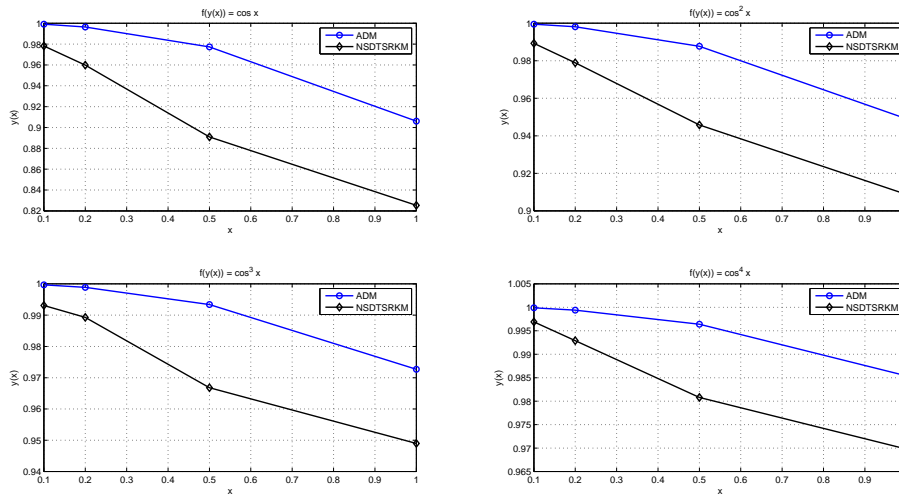 f(y(x)) = cos x
ADM
NSDTSRKM
1
0.98
0.96
0.94
0.92
0.9
0.88
0.86
0.84
0.82
y(x)
0.1 0.2 0.3 0.4 0.5 0.6 0.7 0.8 0.9 1
x
f(y(x)) = cos² x
ADM
NSDTSRKM
1
0.98
0.96
0.94
0.92
0.9
y(x)
0.1 0.2 0.3 0.4 0.5 0.6 0.7 0.8 0.9
x
f(y(x)) = cos³ x
ADM
NSDTSRKM
1
0.99
0.98
0.97
0.96
0.95
0.94
y(x)
0.1 0.2 0.3 0.4 0.5 0.6 0.7 0.8 0.9 1
x
f(y(x)) = cos⁴ x
ADM
NSDTSRKM
1.005
1
0.995
0.99
0.985
0.98
0.975
0.97
0.965
y(x)
0.1 0.2 0.3 0.4 0.5 0.6 0.7 0.8 0.9
x